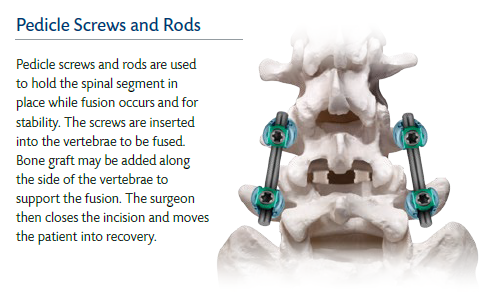 Pedicle Screws and Rods
Pedicle screws and rods are used
to hold the spinal segment in
place while fusion occurs and for
stability. The screws are inserted
into the vertebrae to be fused.
Bone graft may be added along
the side of the vertebrae to
support the fusion. The surgeon
then closes the incision and moves
the patient into recovery.